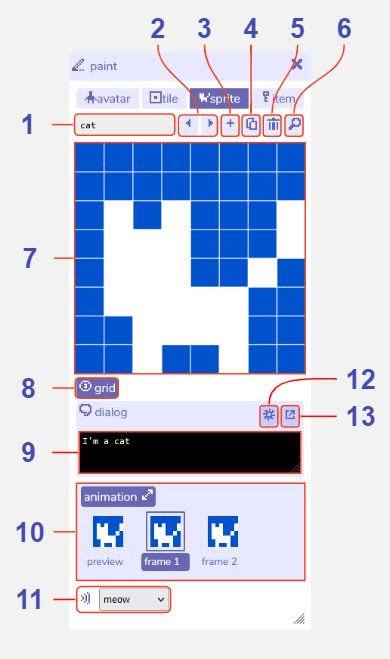 2 3 4 5 6
paint
avatar tile sprite item
1 cat
7
8 grid
12
dialog
13
9 I'm a cat
animation
10
preview frame 1 frame 2
11 meow